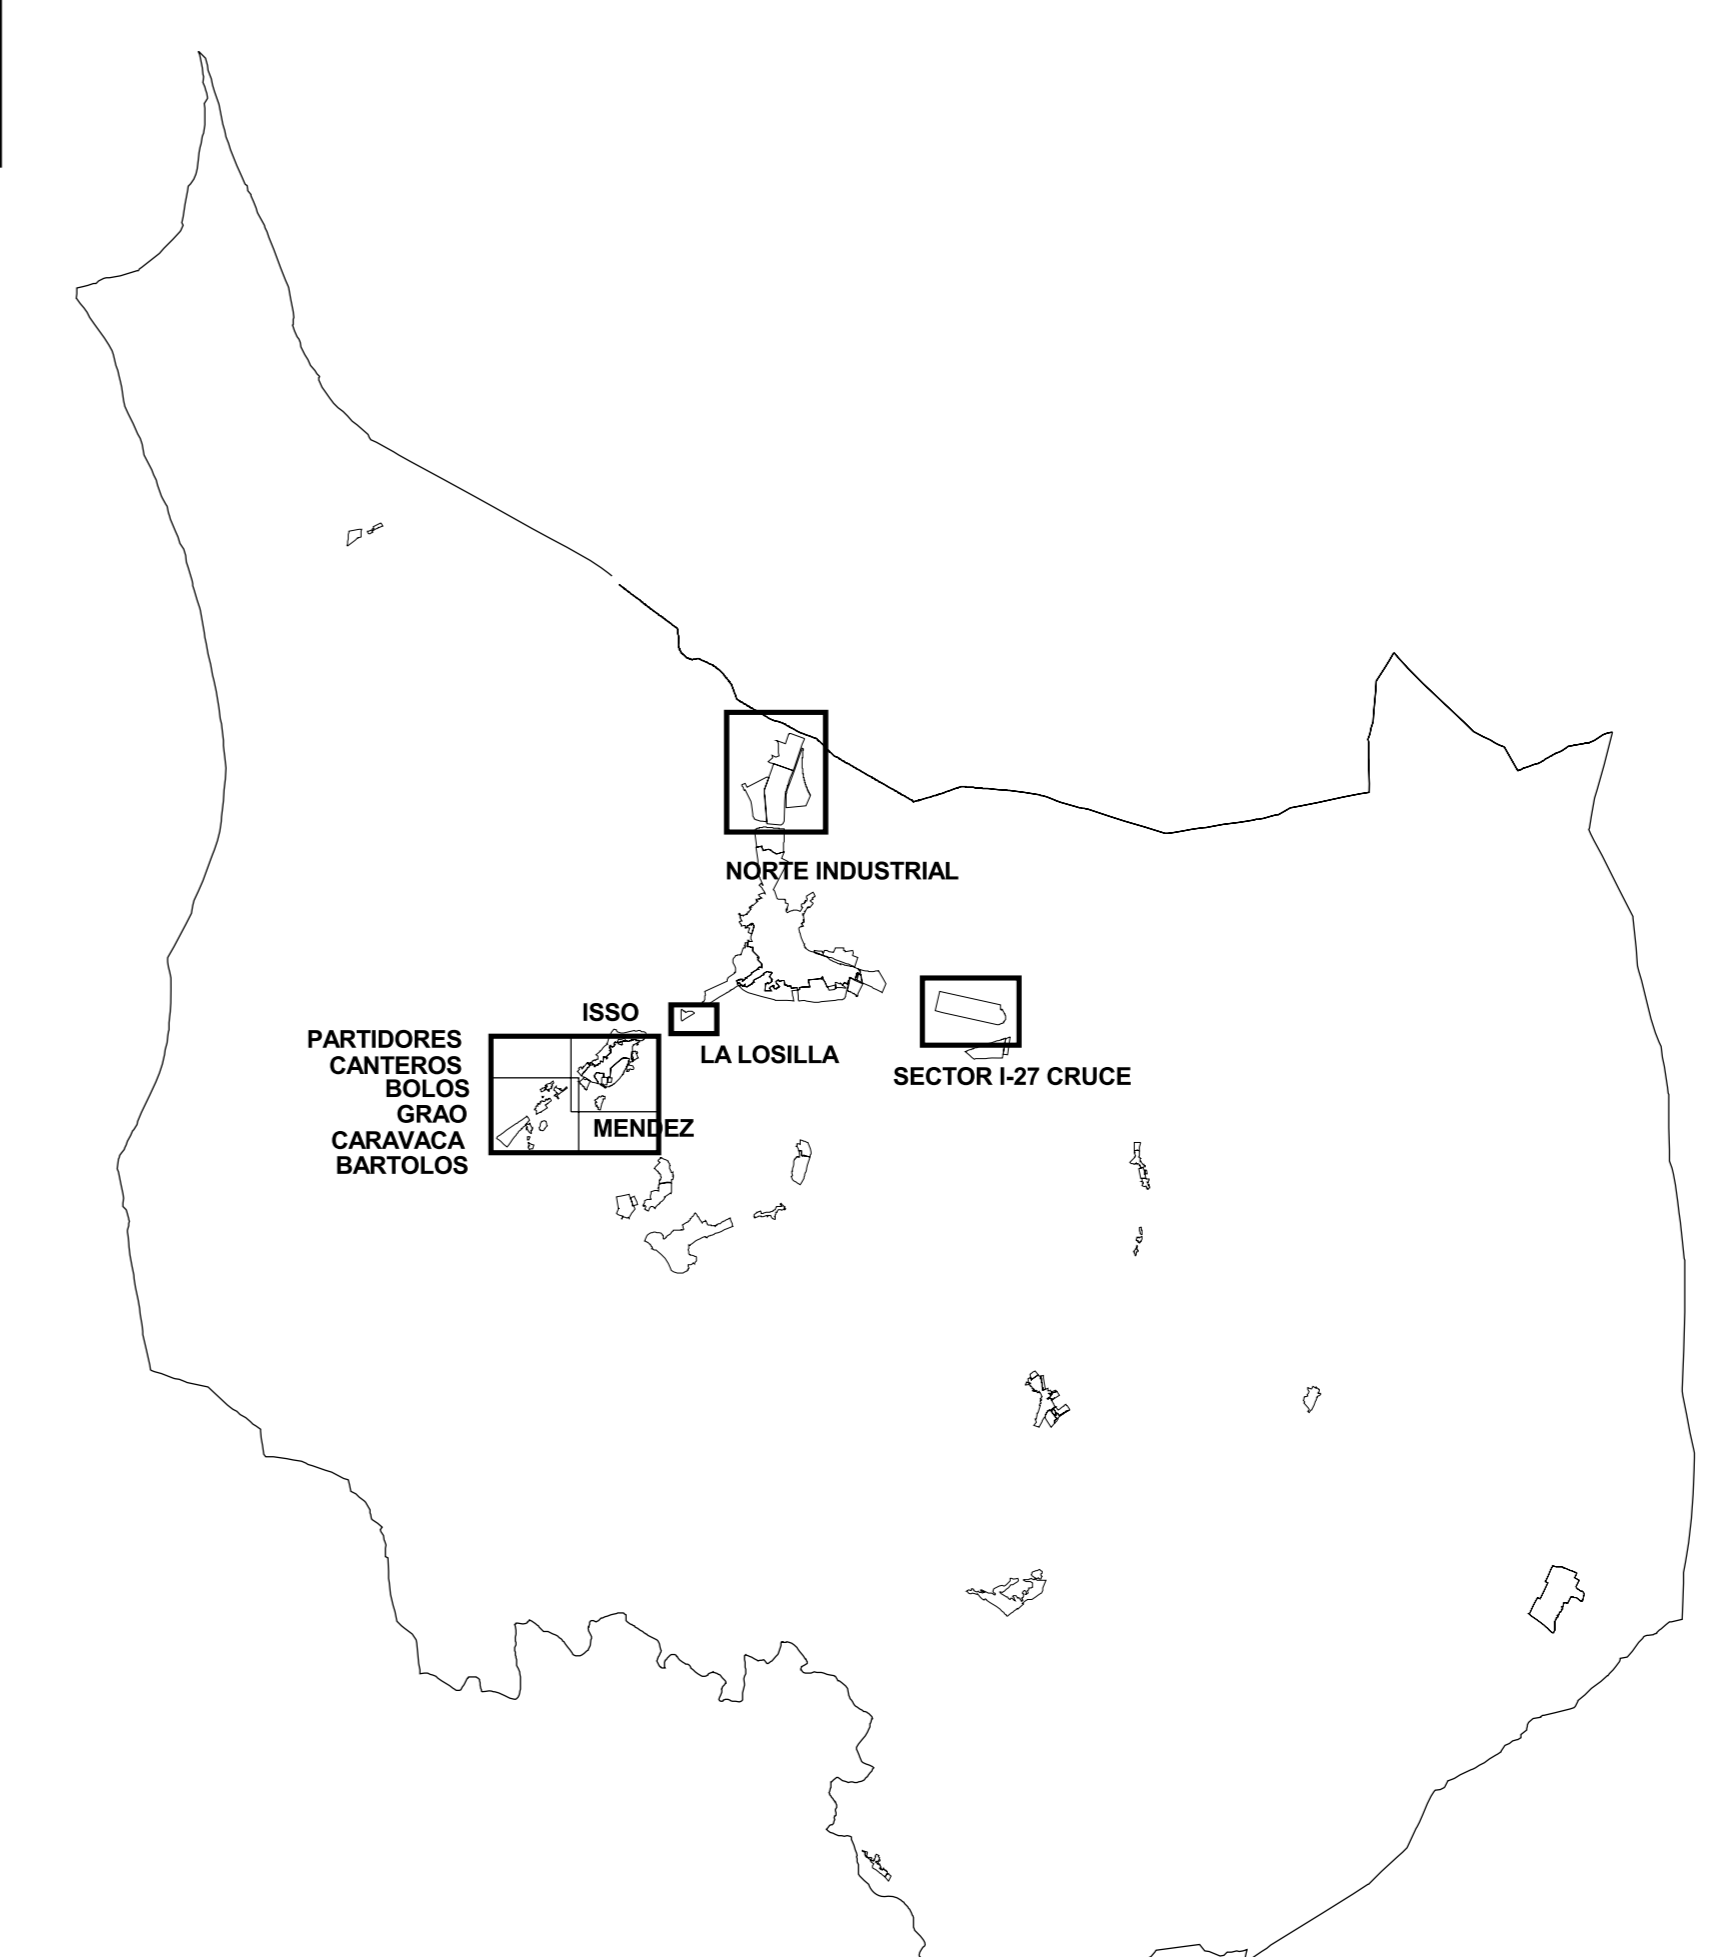 NORTE INDUSTRIAL
ISSO
PARTIDORES
CANTEROS
BOLOS
GRAO
CARAVACA
BARTOLOS
LA LOSILLA
SECTOR I-27 CRUCE
MENDEZ